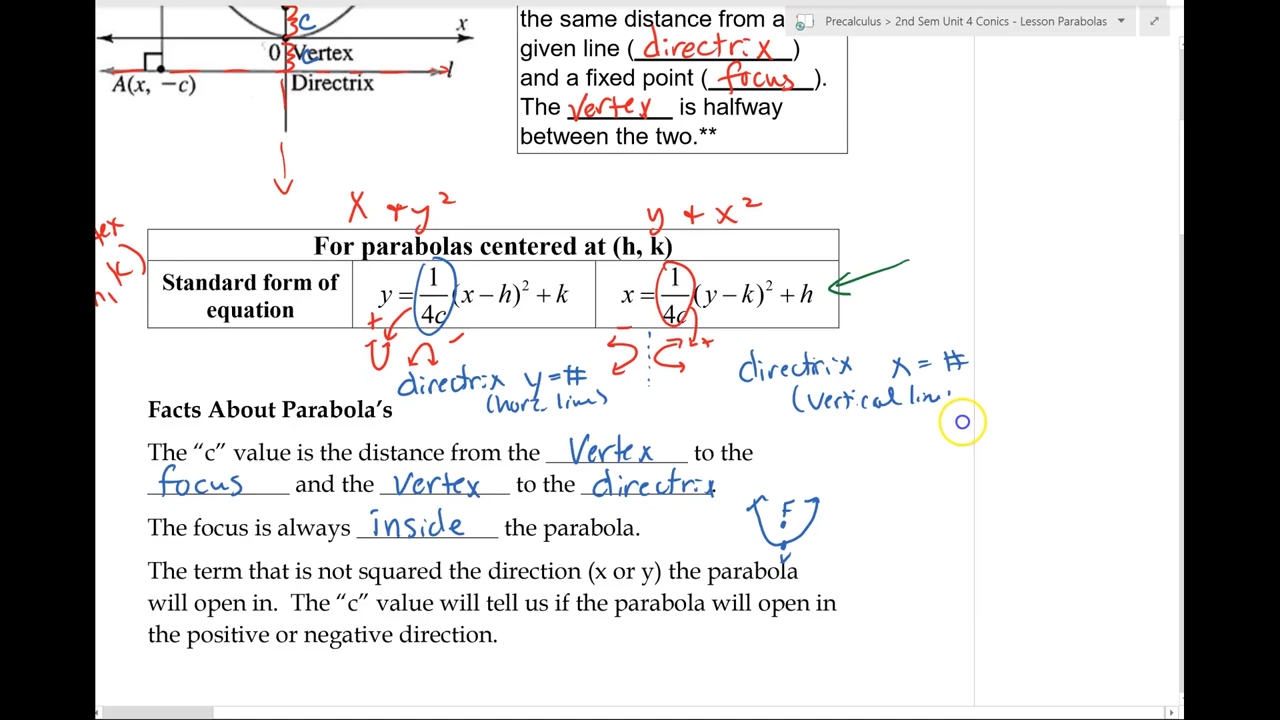 Precalculus > 2nd Sem Unit 4 Conics - Lesson Parabolas
c
x
0 Vertex
c
l
A(x, −c)
Directrix
the same distance from a
given line (directrix)
and a fixed point (focus).
The vertex is halfway
between the two.**
X + y²
y + x²
k)
For parabolas centered at (h, k)
Standard form of equation
y = 1/4c (x − h)² + k
x = 1/4c (y − k)² + h
+
−
−
+
directrix y = #
(horz. line)
directrix x = #
(vertical lin
Facts About Parabola's
The “c” value is the distance from the vertex to the
focus and the vertex to the directrix.
The focus is always inside the parabola.
F
V
The term that is not squared the direction (x or y) the parabola
will open in. The “c” value will tell us if the parabola will open in
the positive or negative direction.